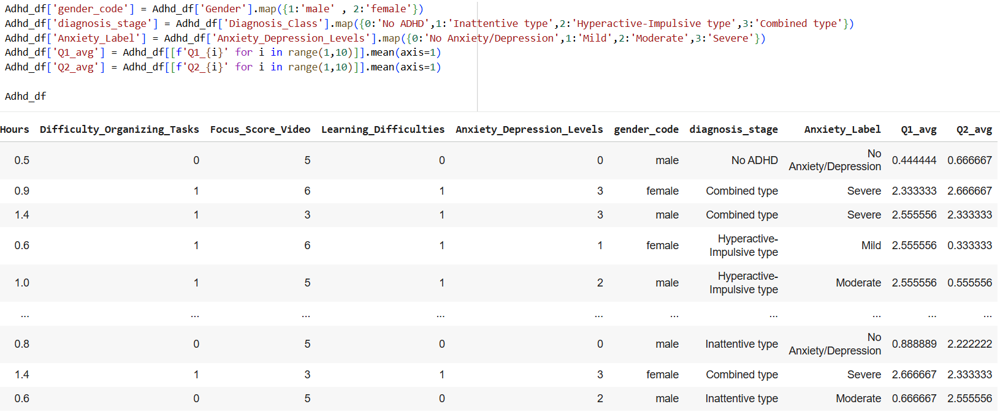 Adhd_df['gender_code'] = Adhd_df['Gender'].map({1:'male' , 2:'female'})
Adhd_df['diagnosis_stage'] = Adhd_df['Diagnosis_Class'].map({0:'No ADHD',1:'Inattentive type',2:'Hyperactive-Impulsive type',3:'Combined type'})
Adhd_df['Anxiety_Label'] = Adhd_df['Anxiety_Depression_Levels'].map({0:'No Anxiety/Depression',1:'Mild',2:'Moderate',3:'Severe'})
Adhd_df['Q1_avg'] = Adhd_df[[f'Q1_{i}' for i in range(1,10)]].mean(axis=1)
Adhd_df['Q2_avg'] = Adhd_df[[f'Q2_{i}' for i in range(1,10)]].mean(axis=1)
Adhd_df
Hours Difficulty_Organizing_Tasks Focus_Score_Video Learning_Difficulties Anxiety_Depression_Levels gender_code diagnosis_stage Anxiety_Label Q1_avg Q2_avg
0.5 0 5 0 0 male No ADHD No Anxiety/Depression 0.444444 0.666667
0.9 1 6 1 3 female Combined type Severe 2.333333 2.666667
1.4 1 3 1 3 male Combined type Severe 2.555556 2.333333
0.6 1 6 1 1 female Hyperactive-Impulsive type Mild 2.555556 0.333333
1.0 1 5 1 2 male Hyperactive-Impulsive type Moderate 2.555556 0.555556
... ... ... ... ... ... ... ... ... ...
0.8 0 5 0 0 male Inattentive type No Anxiety/Depression 0.888889 2.222222
1.4 1 3 1 3 female Combined type Severe 2.666667 2.333333
0.6 0 5 0 2 male Inattentive type Moderate 0.666667 2.555556